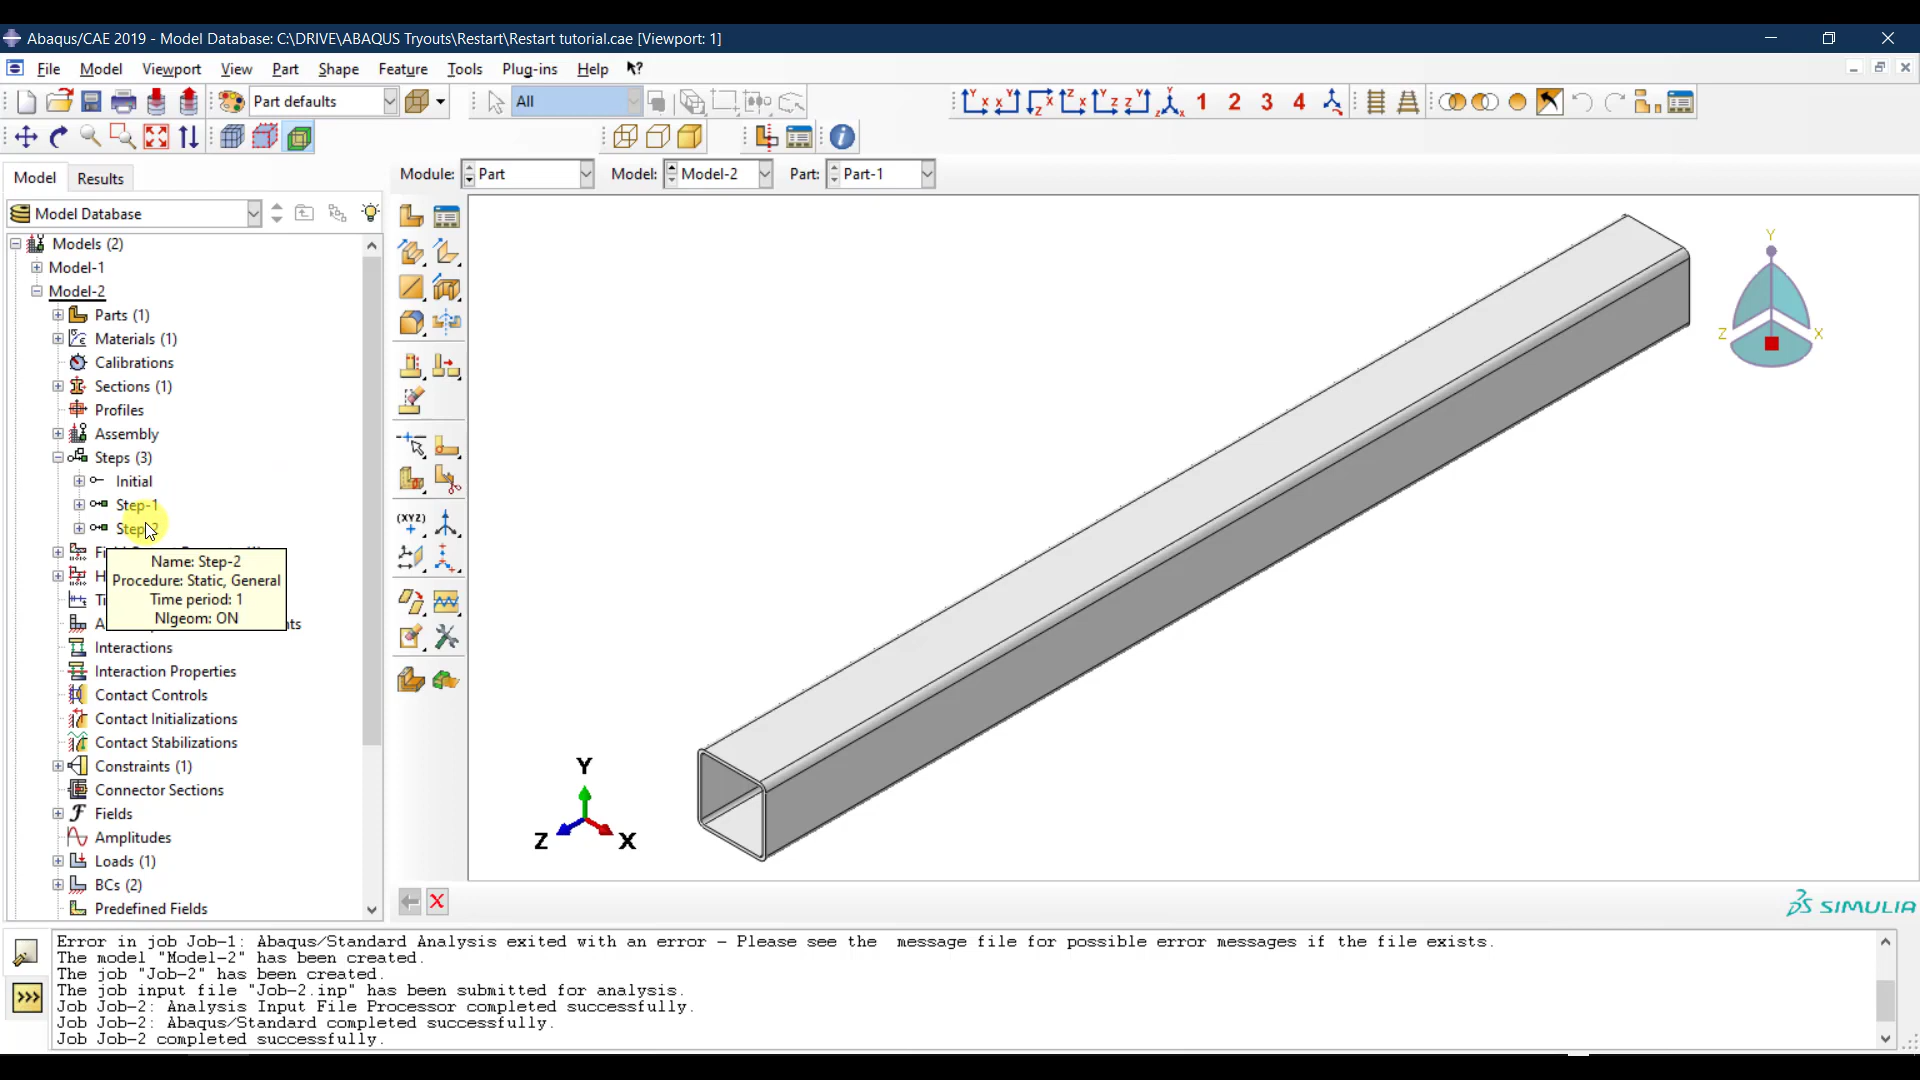 Abaqus/CAE 2019 - Model Database: C:\DRIVE\ABAQUS Tryouts\Restart\Restart tutorial.cae [Viewport: 1]
File Model Viewport View Part Shape Feature Tools Plug-ins Help
Part defaults All 1 2 3 4
Model Results Module: Part Model: Model-2 Part: Part-1
Model Database
Models (2)
Model-1
Model-2
Parts (1)
Materials (1)
Calibrations
Sections (1)
Profiles
Assembly
Steps (3)
Initial
Step-1
Step-2
Name: Step-2
Procedure: Static, General
Time period: 1
Nlgeom: ON
Interactions
Interaction Properties
Contact Controls
Contact Initializations
Contact Stabilizations
Constraints (1)
Connector Sections
Fields
Amplitudes
Loads (1)
BCs (2)
Predefined Fields
(XYZ)
Y
Z
X
Y
Z
X
SIMULIA
Error in job Job-1: Abaqus/Standard Analysis exited with an error - Please see the message file for possible error messages if the file exists.
The model "Model-2" has been created.
The job "Job-2" has been created.
The job input file "Job-2.inp" has been submitted for analysis.
Job Job-2: Analysis Input File Processor completed successfully.
Job Job-2: Abaqus/Standard completed successfully.
Job Job-2 completed successfully.